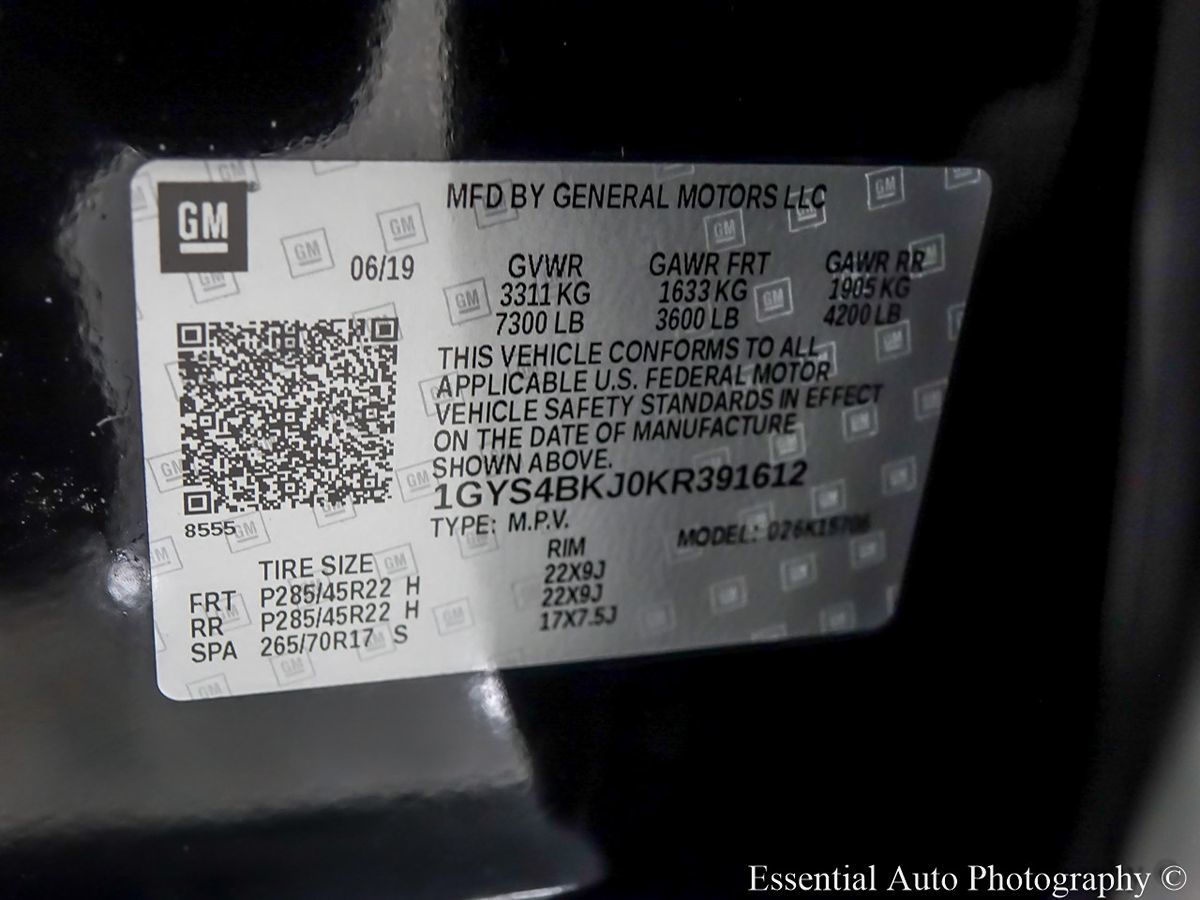 GM
MFD BY GENERAL MOTORS LLC
06/19
GVWR GAWR FRT GAWR RR
3311 KG 1633 KG 1905 KG
7300 LB 3600 LB 4200 LB
THIS VEHICLE CONFORMS TO ALL
APPLICABLE U.S. FEDERAL MOTOR
VEHICLE SAFETY STANDARDS IN EFFECT
ON THE DATE OF MANUFACTURE
SHOWN ABOVE.
1GYS4BKJ0KR391612
8555
TYPE: M.P.V. MODEL:
TIRE SIZE RIM
FRT P285/45R22 H 22X9J
RR P285/45R22 H 22X9J
SPA 265/70R17 S 17X7.5J
Essential Auto Photography ©